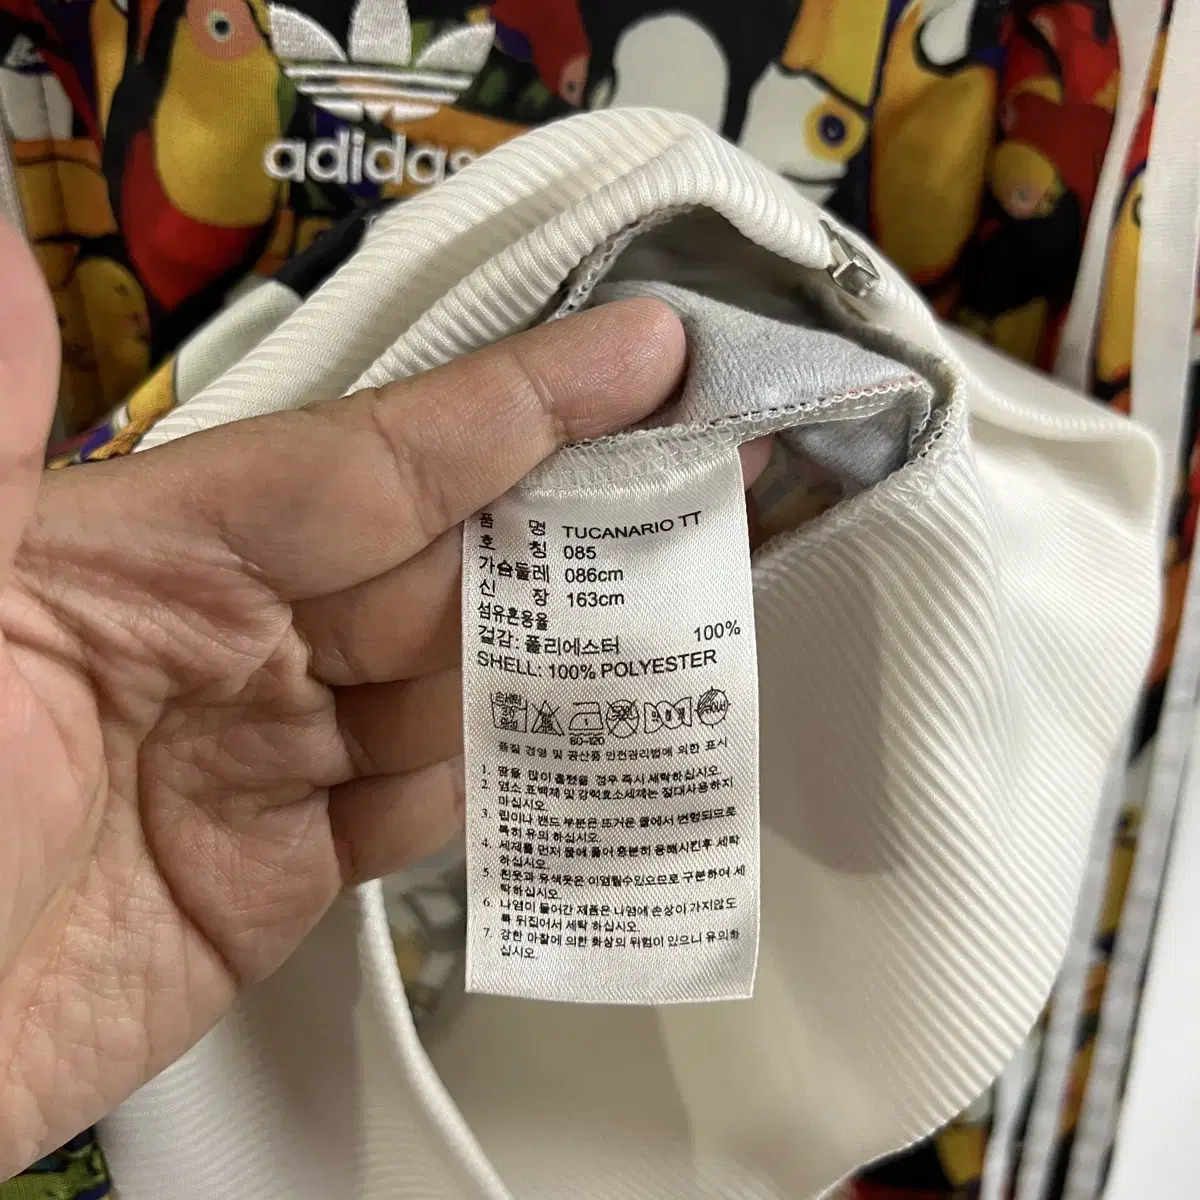 adidas
품 명 TUCANARIO TT
호 칭 085
가슴둘레 086cm
신 장 163cm
섬유혼용율
겉감: 폴리에스터 100%
SHELL: 100% POLYESTER
80~120
품질 경영 및 공산품 안전관리법에 의한 표시
1. 땀을 많이 흘렸을 경우 즉시 세탁하십시오
2. 염소 표백제 및 강력효소세제는 절대사용하지
마십시오.
3. 립이나 밴드 부분은 뜨거운 물에서 변형되므로
특히 유의 하십시오.
4. 세제를 먼저 물에 풀어 충분히 용해시킨후 세탁
하십시오.
5. 흰옷과 유색옷은 이염될수있으므로 구분하여 세
탁하십시오.
6. 나염이 들어간 제품은 나염에 손상이 가지않도
록 뒤집어서 세탁 하십시오.
7. 강한 마찰에 의한 화상의 위험이 있으니 유의하
십시오.